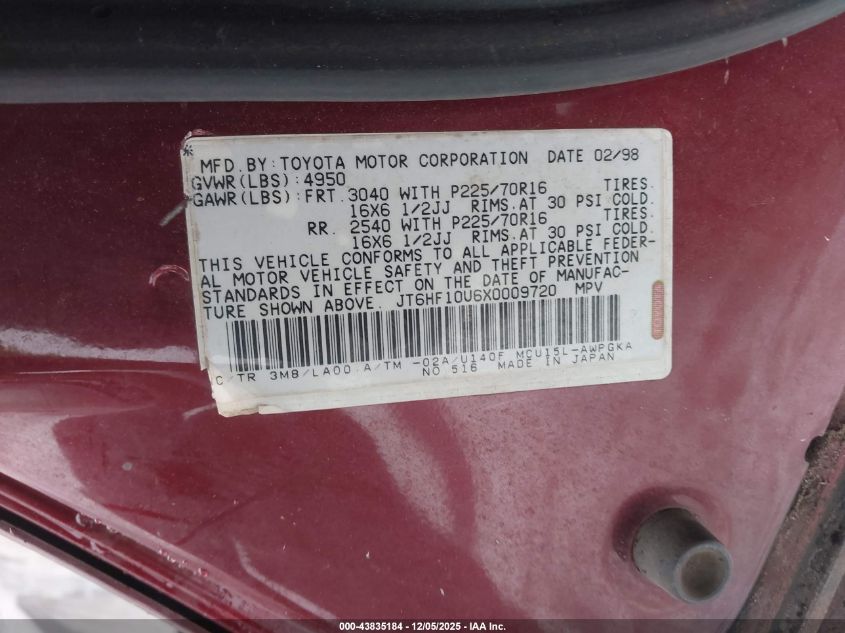 MFD. BY: TOYOTA MOTOR CORPORATION DATE 02/98
GVWR(LBS): 4950
GAWR(LBS): FRT. 3040 WITH P225/70R16 TIRES.
16X6 1/2JJ RIMS. AT 30 PSI COLD.
RR. 2540 WITH P225/70R16 TIRES.
16X6 1/2JJ RIMS. AT 30 PSI COLD.
THIS VEHICLE CONFORMS TO ALL APPLICABLE FEDER-
AL MOTOR VEHICLE SAFETY AND THEFT PREVENTION
STANDARDS IN EFFECT ON THE DATE OF MANUFAC-
TURE SHOWN ABOVE. JT6HF10U6X0009720 MPV
C/TR 3M8/LA00 A/TM -02A/U140F MCU15L-AWPGKA
NO 516 MADE IN JAPAN
000-43835184 - 12/05/2025 - IAA Inc.